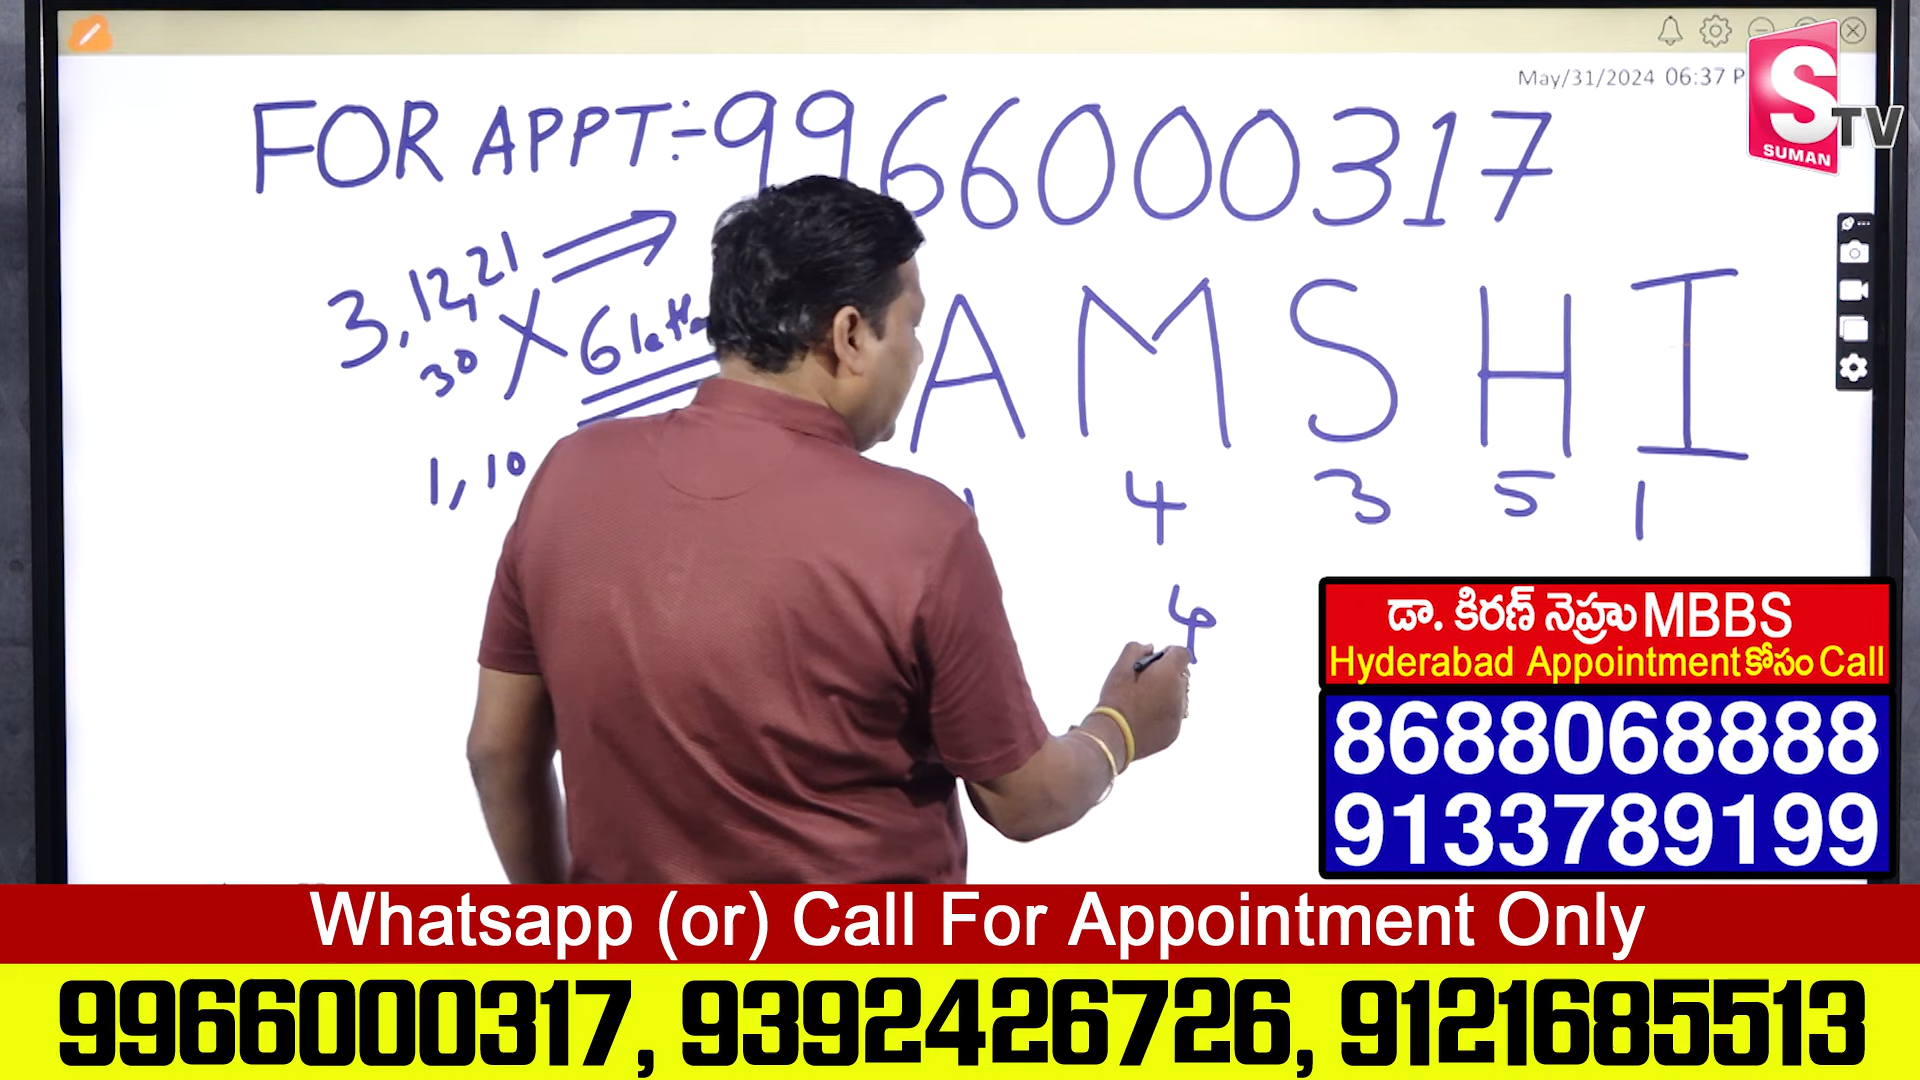 May/31/2024 06:37 P
S TV
SUMAN
FOR APPT:-9966000317
3, 12, 21
30 X 6
AMSHI
1, 10
4 3 5 1
డా. కిరణ్ నెహ్రు MBBS
Hyderabad Appointment కోసం Call
8688068888
9133789199
Whatsapp (or) Call For Appointment Only
9966000317, 9392426726, 9121685513